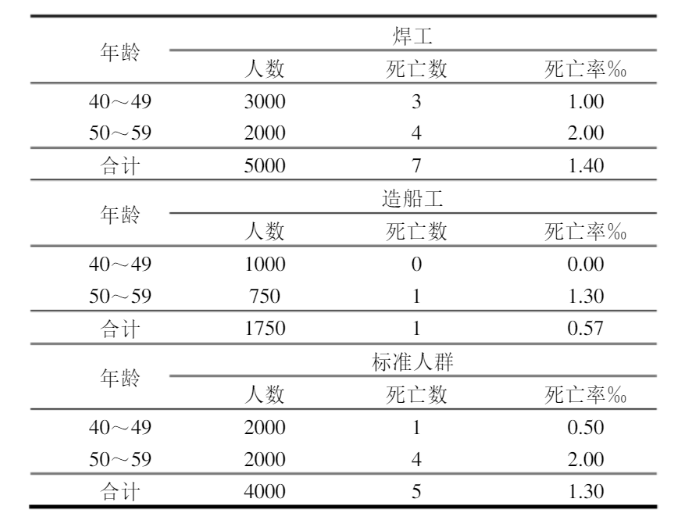 焊工
年龄
人数 死亡数 死亡率‰
40～49 3000 3 1.00
50～59 2000 4 2.00
合计 5000 7 1.40
造船工
年龄
人数 死亡数 死亡率‰
40～49 1000 0 0.00
50～59 750 1 1.30
合计 1750 1 0.57
标准人群
年龄
人数 死亡数 死亡率‰
40～49 2000 1 0.50
50～59 2000 4 2.00
合计 4000 5 1.30